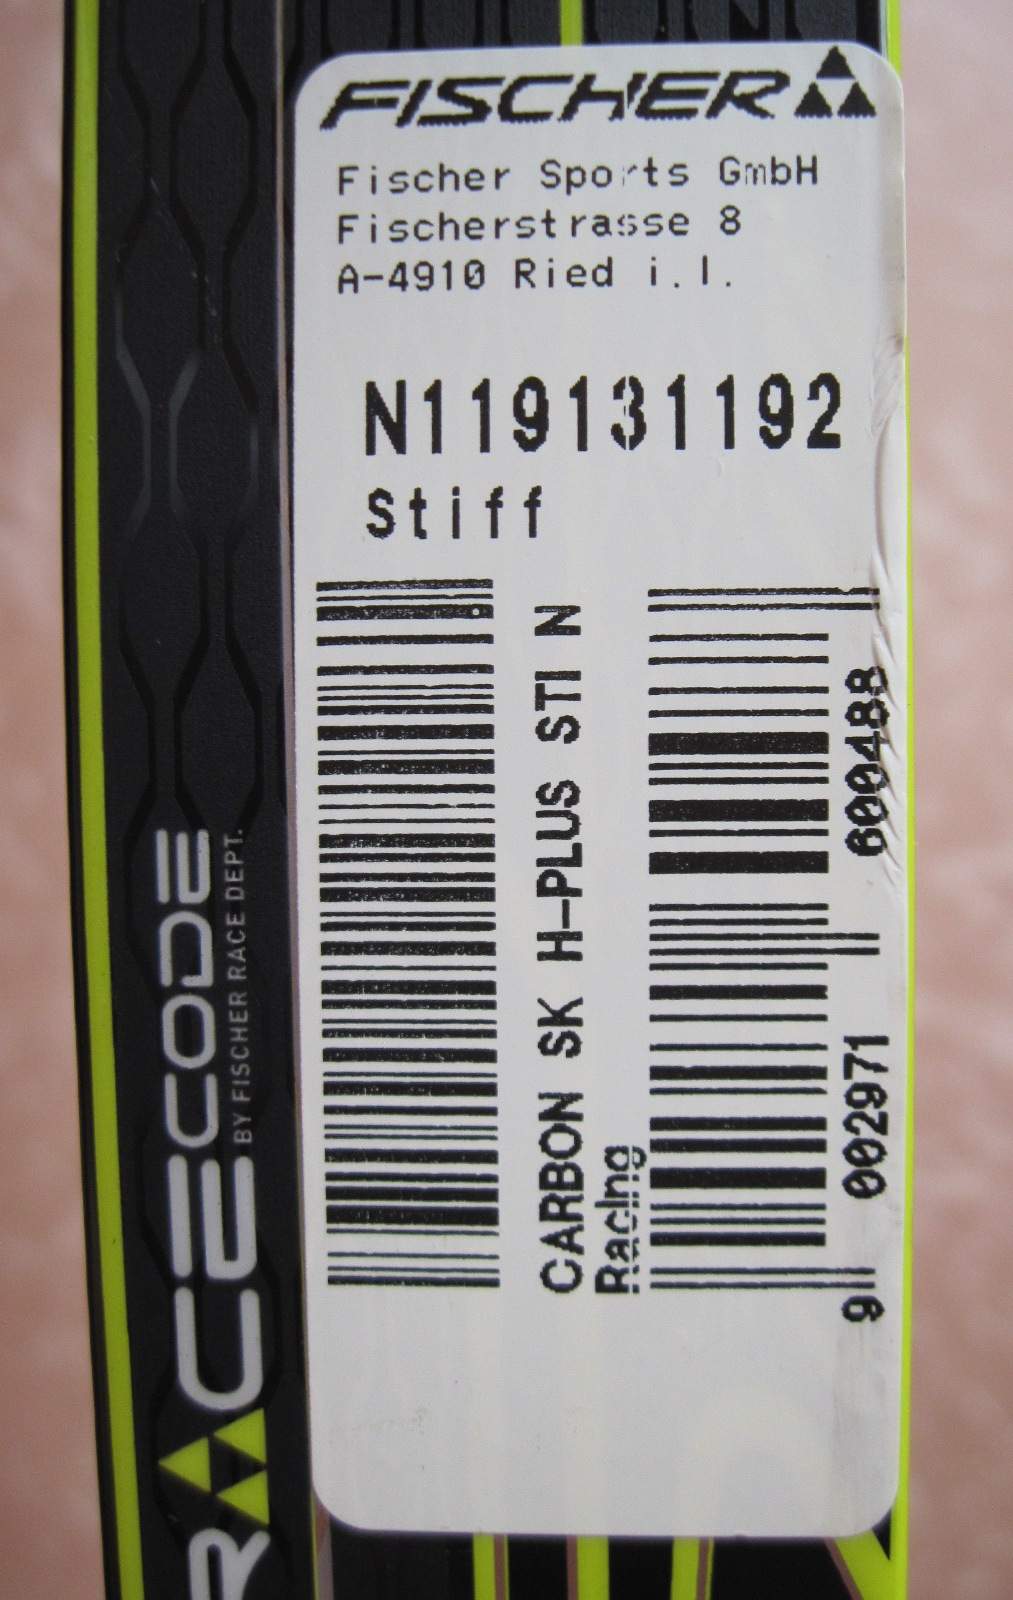 FISCHER
Fischer Sports GmbH
Fischerstrasse 8
A-4910 Ried i.I.
N119131192
Stiff
CARBON SK H-PLUS STI N
Racing
9 002971 600488
RACECODE
BY FISCHER RACE DEPT.